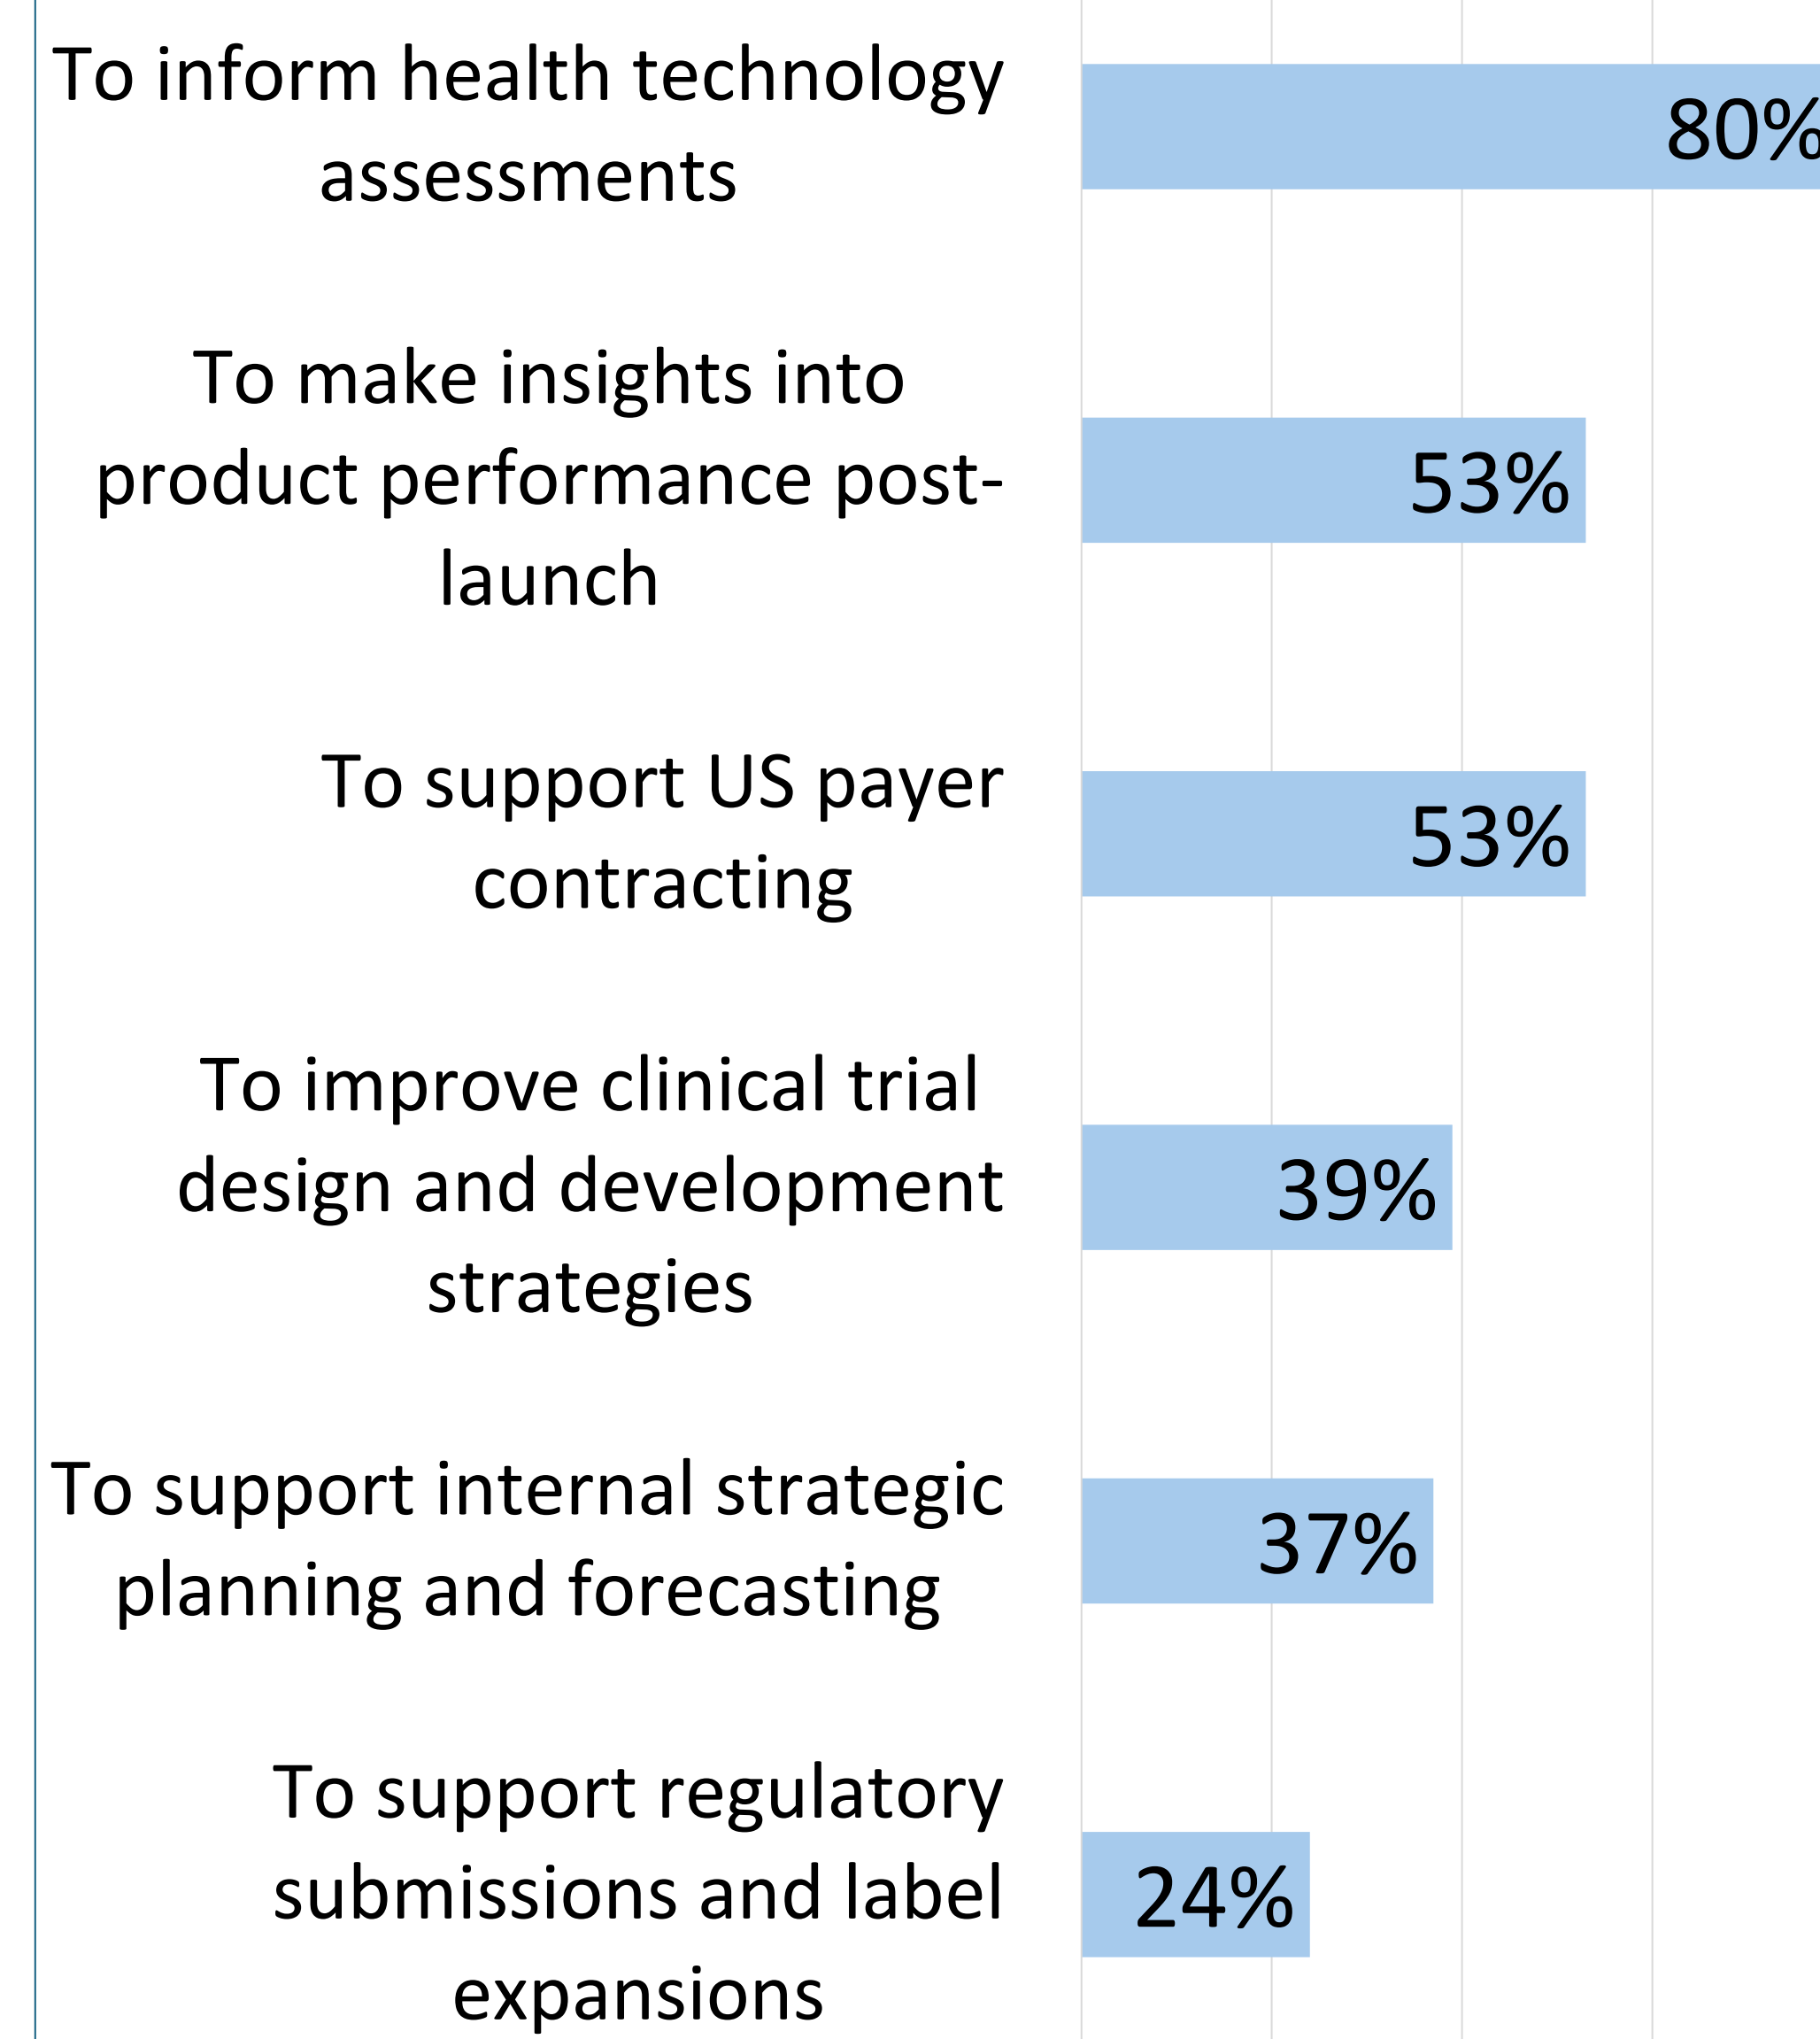 To inform health technology
assessments
80%
To make insights into
product performance post-
launch
53%
To support US payer
contracting
53%
To improve clinical trial
design and development
strategies
39%
To support internal strategic
planning and forecasting
37%
To support regulatory
submissions and label
expansions
24%